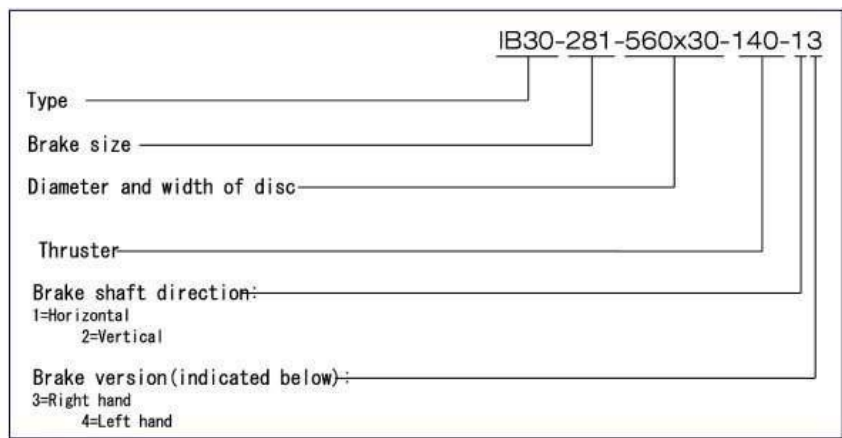 IB30-281-560x30-140-13
Type
Brake size
Diameter and width of disc
Thruster
Brake shaft direction:
1=Horizontal
2=Vertical
Brake version(indicated below):
3=Right hand
4=Left hand